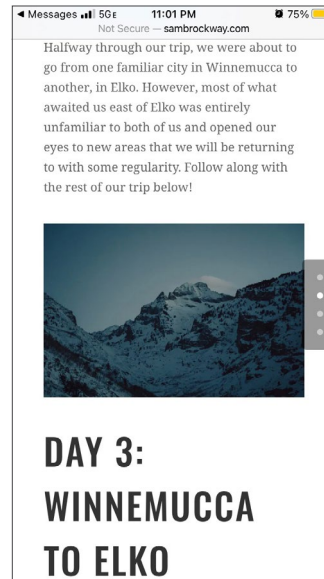 Messages 5GE 11:01 PM 75%
Not Secure — sambrockway.com
Halfway through our trip, we were about to
go from one familiar city in Winnemucca to
another, in Elko. However, most of what
awaited us east of Elko was entirely
unfamiliar to both of us and opened our
eyes to new areas that we will be returning
to with some regularity. Follow along with
the rest of our trip below!
DAY 3:
WINNEMUCCA
TO ELKO